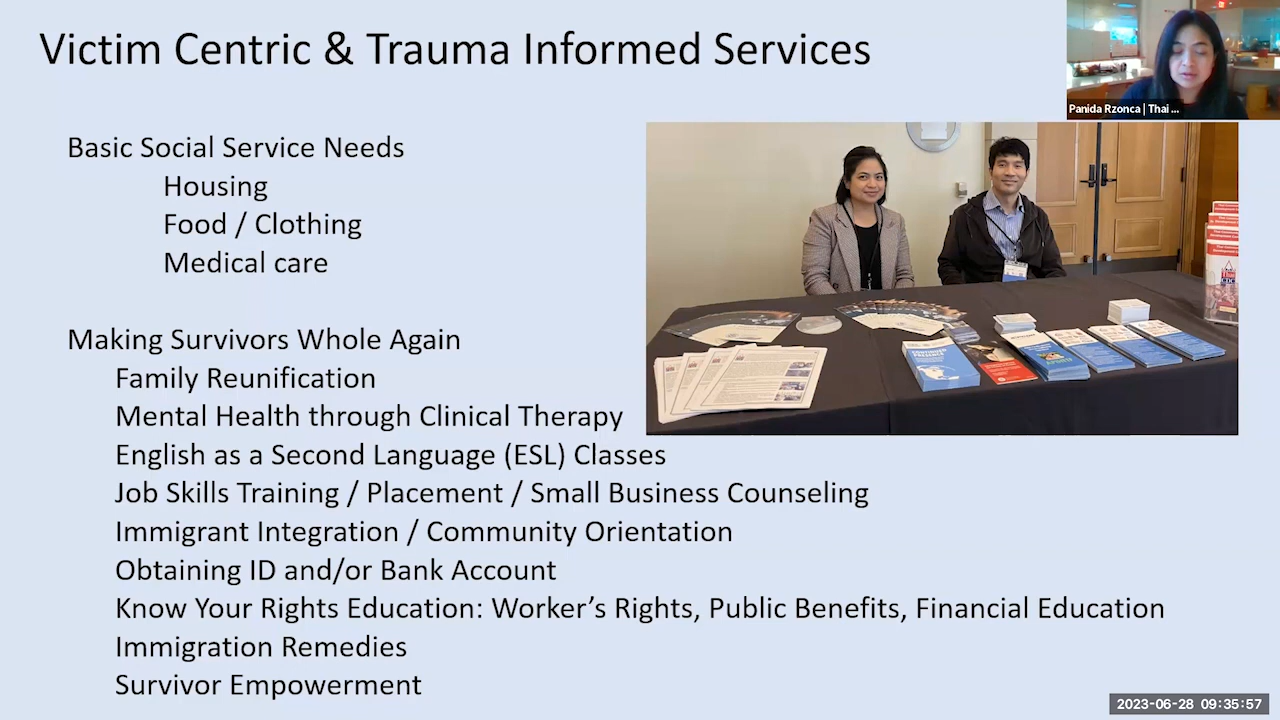 Victim Centric & Trauma Informed Services
Panida Rzonca | Thai ...
Basic Social Service Needs
Housing
Food / Clothing
Medical care
Making Survivors Whole Again
Family Reunification
Mental Health through Clinical Therapy
English as a Second Language (ESL) Classes
Job Skills Training / Placement / Small Business Counseling
Immigrant Integration / Community Orientation
Obtaining ID and/or Bank Account
Know Your Rights Education: Worker’s Rights, Public Benefits, Financial Education
Immigration Remedies
Survivor Empowerment
CONTINUED
PRESENCE
2023-06-28 09:35:57